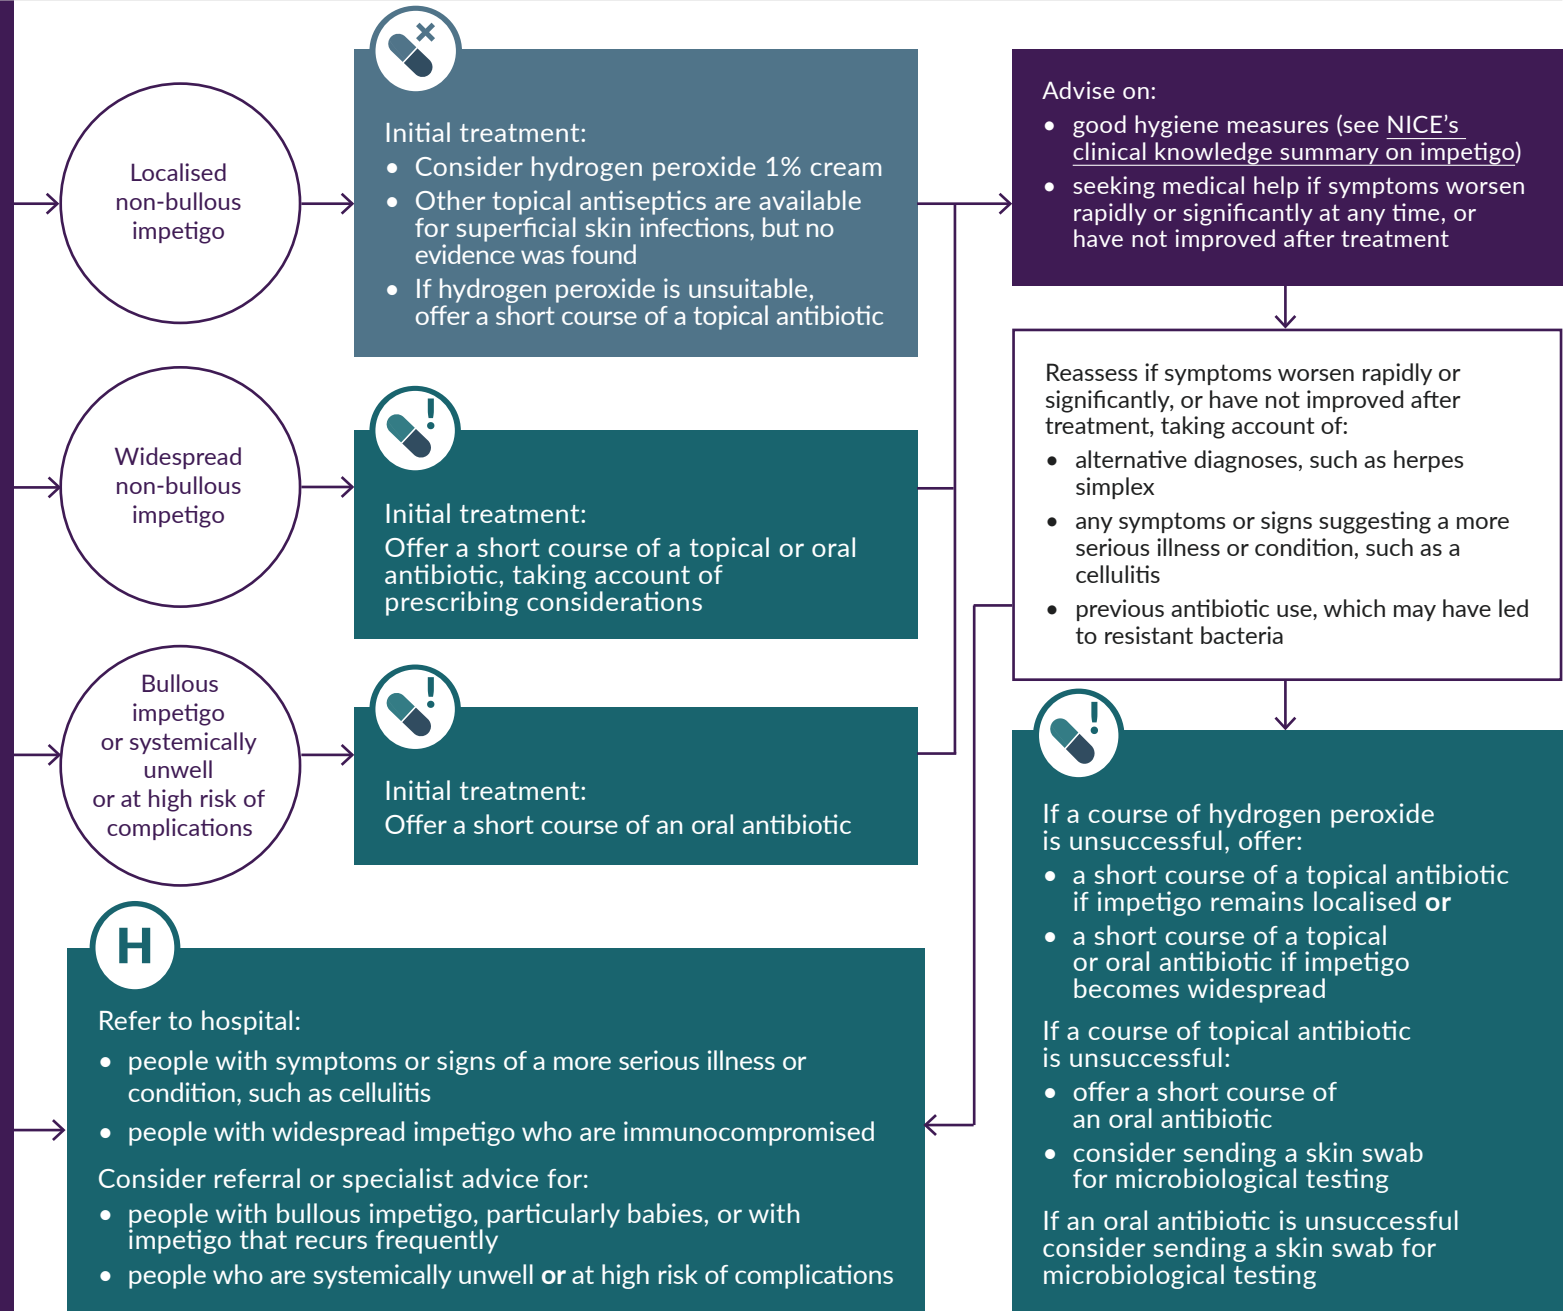 Localised
non-bullous
impetigo
Initial treatment:
• Consider hydrogen peroxide 1% cream
• Other topical antiseptics are available
for superficial skin infections, but no
evidence was found
• If hydrogen peroxide is unsuitable,
offer a short course of a topical antibiotic
Widespread
non-bullous
impetigo
!
Initial treatment:
Offer a short course of a topical or oral
antibiotic, taking account of
prescribing considerations
Bullous
impetigo
or systemically
unwell
or at high risk of
complications
!
Initial treatment:
Offer a short course of an oral antibiotic
H
Refer to hospital:
• people with symptoms or signs of a more serious illness or
condition, such as cellulitis
• people with widespread impetigo who are immunocompromised
Consider referral or specialist advice for:
• people with bullous impetigo, particularly babies, or with
impetigo that recurs frequently
• people who are systemically unwell or at high risk of complications
Advise on:
• good hygiene measures (see NICE’s
clinical knowledge summary on impetigo)
• seeking medical help if symptoms worsen
rapidly or significantly at any time, or
have not improved after treatment
Reassess if symptoms worsen rapidly or
significantly, or have not improved after
treatment, taking account of:
• alternative diagnoses, such as herpes
simplex
• any symptoms or signs suggesting a more
serious illness or condition, such as a
cellulitis
• previous antibiotic use, which may have led
to resistant bacteria
!
If a course of hydrogen peroxide
is unsuccessful, offer:
• a short course of a topical antibiotic
if impetigo remains localised or
• a short course of a topical
or oral antibiotic if impetigo
becomes widespread
If a course of topical antibiotic
is unsuccessful:
• offer a short course of
an oral antibiotic
• consider sending a skin swab
for microbiological testing
If an oral antibiotic is unsuccessful
consider sending a skin swab for
microbiological testing